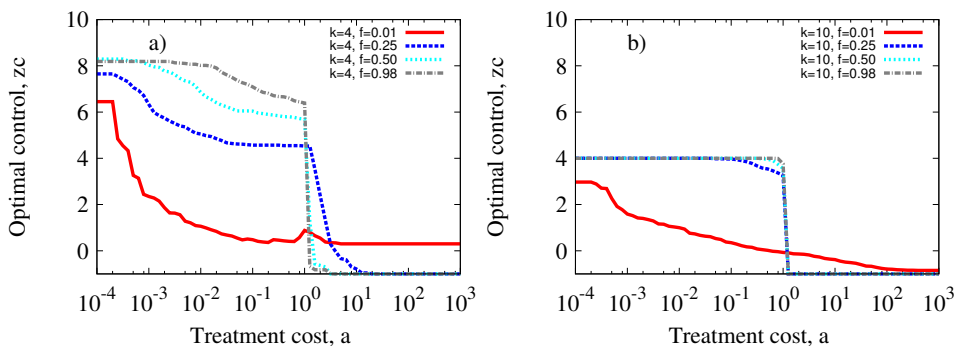 a)
k=4, f=0.01
k=4, f=0.25
k=4, f=0.50
k=4, f=0.98
Optimal control, zc
10
8
6
4
2
0
10^-4
10^-3
10^-2
10^-1
10^0
10^1
10^2
10^3
Treatment cost, a
b)
k=10, f=0.01
k=10, f=0.25
k=10, f=0.50
k=10, f=0.98
Optimal control, zc
10
8
6
4
2
0
10^-4
10^-3
10^-2
10^-1
10^0
10^1
10^2
10^3
Treatment cost, a